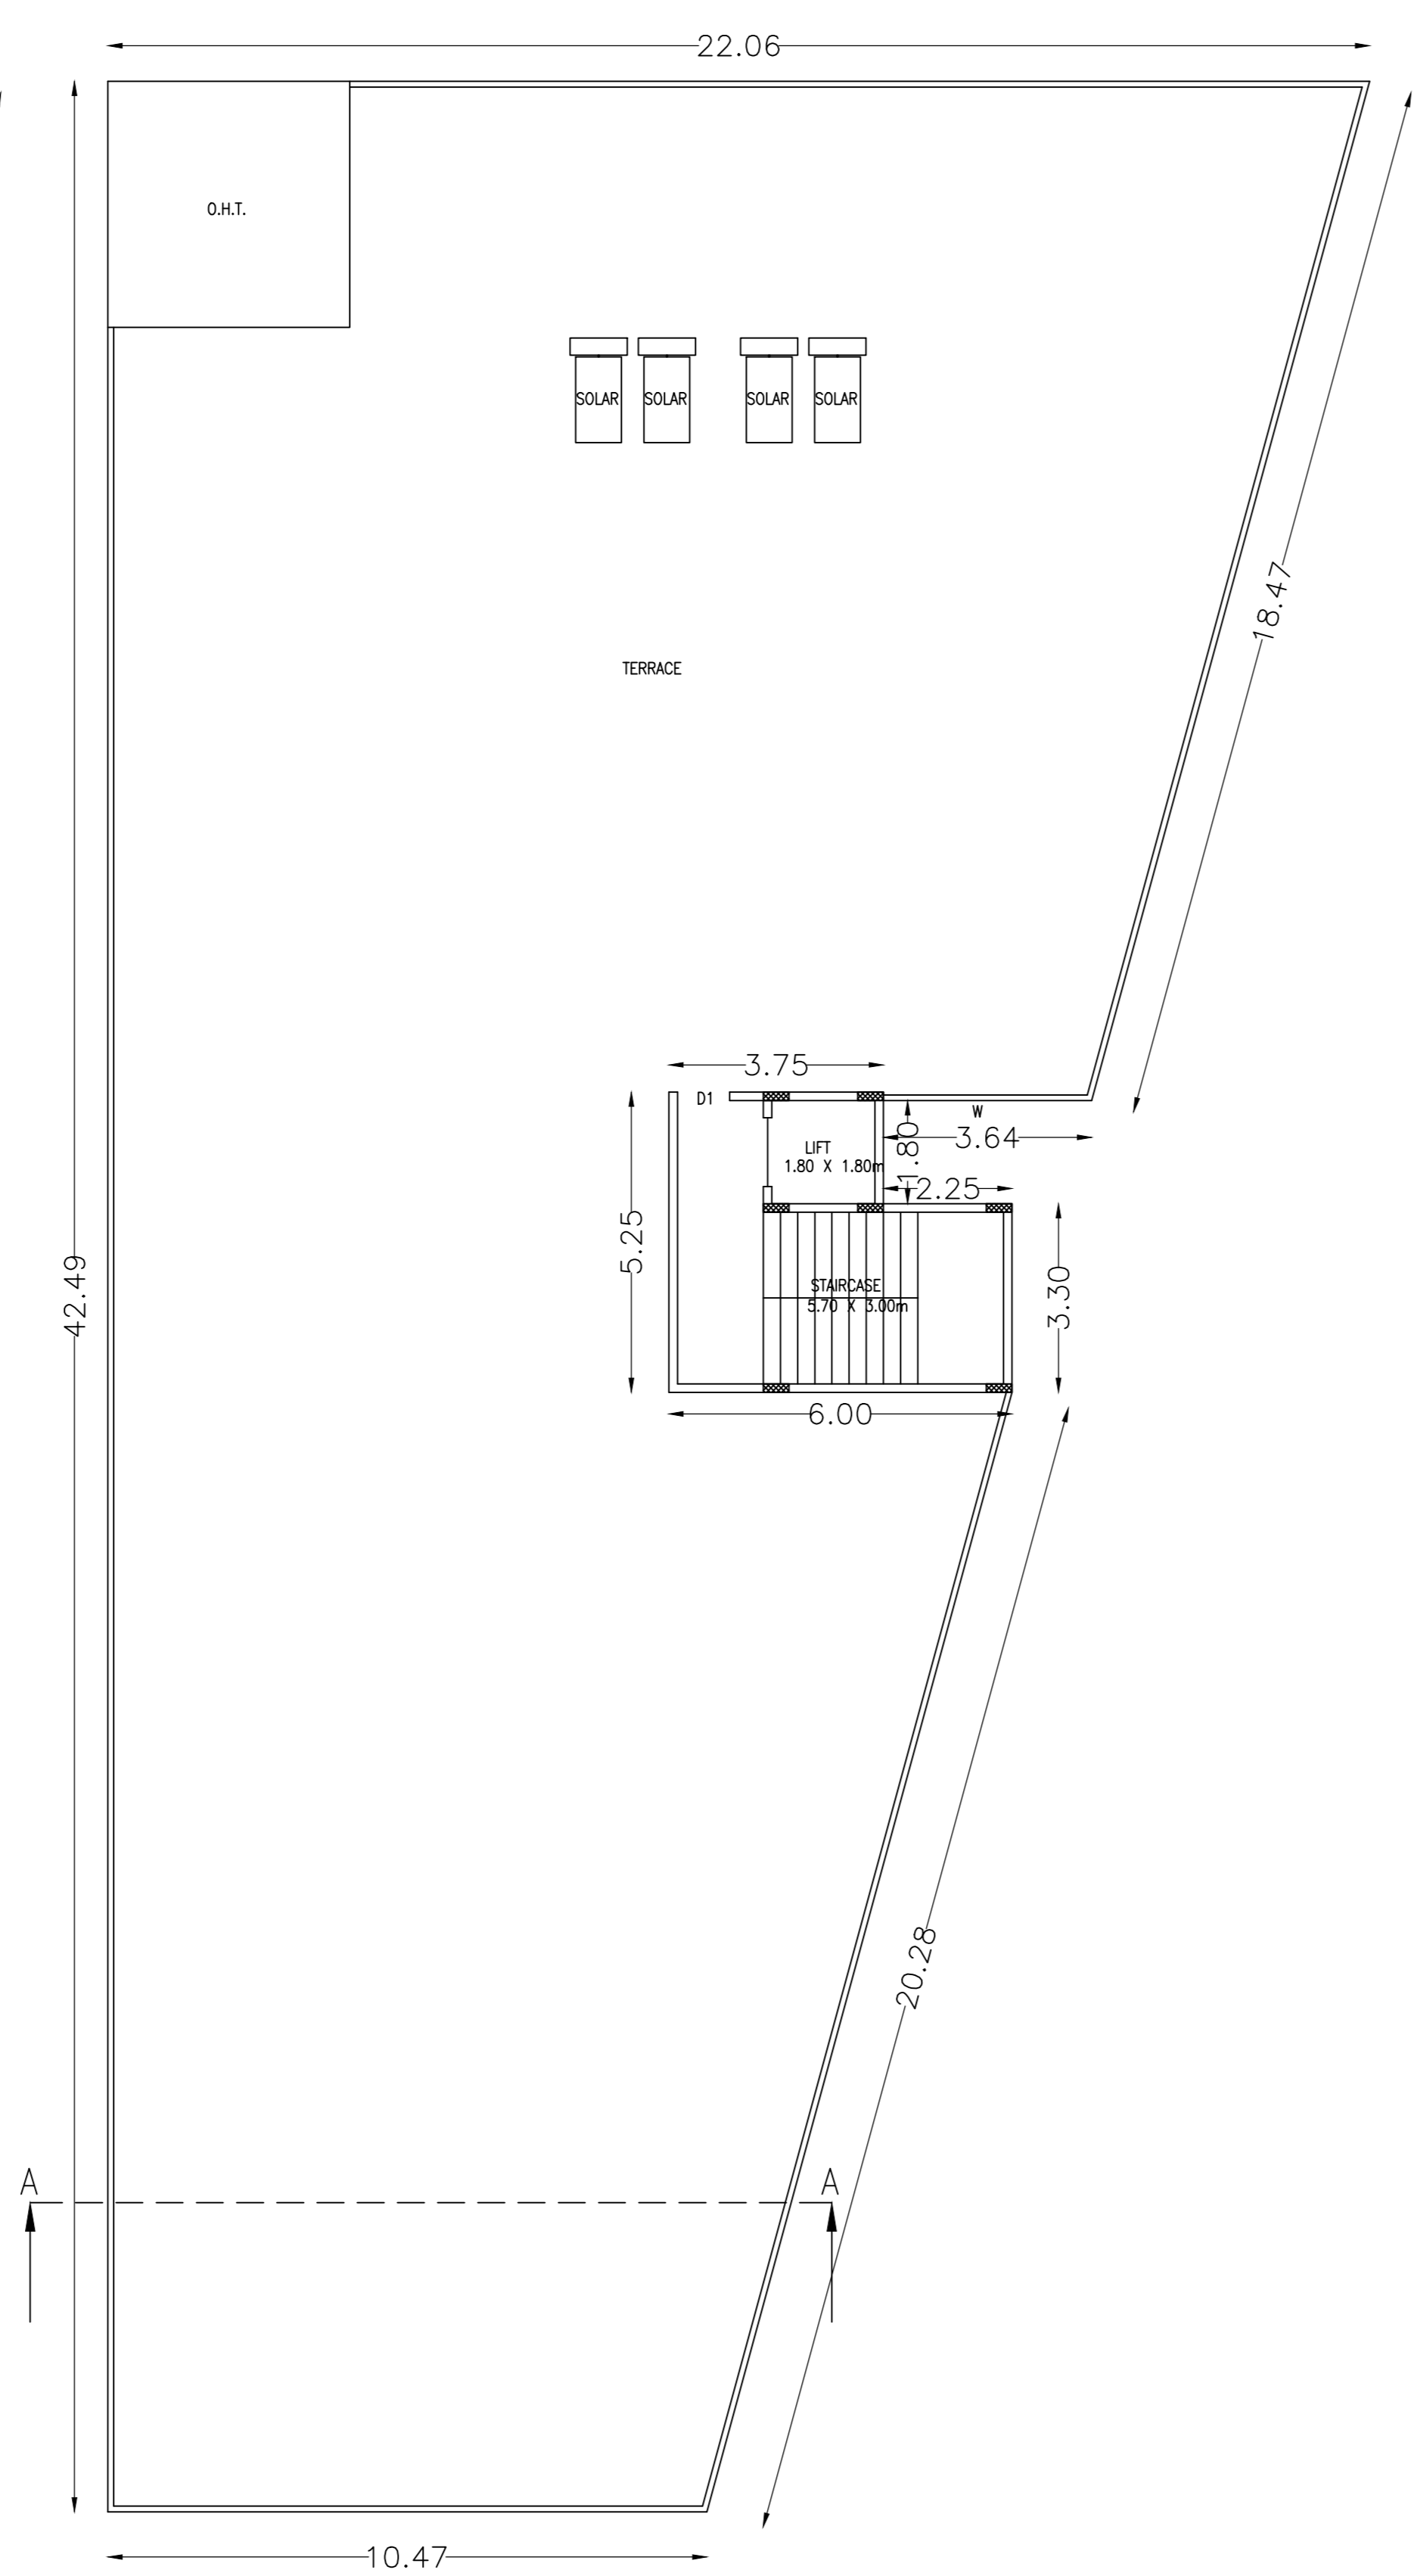 22.06
O.H.T.
SOLAR SOLAR SOLAR SOLAR
18.47
TERRACE
3.75
D1
W
1.80
3.64
LIFT
1.80 X 1.80m
2.25
5.25
42.49
STAIRCASE
5.70 X 3.00m
3.30
6.00
20.28
A A
10.47